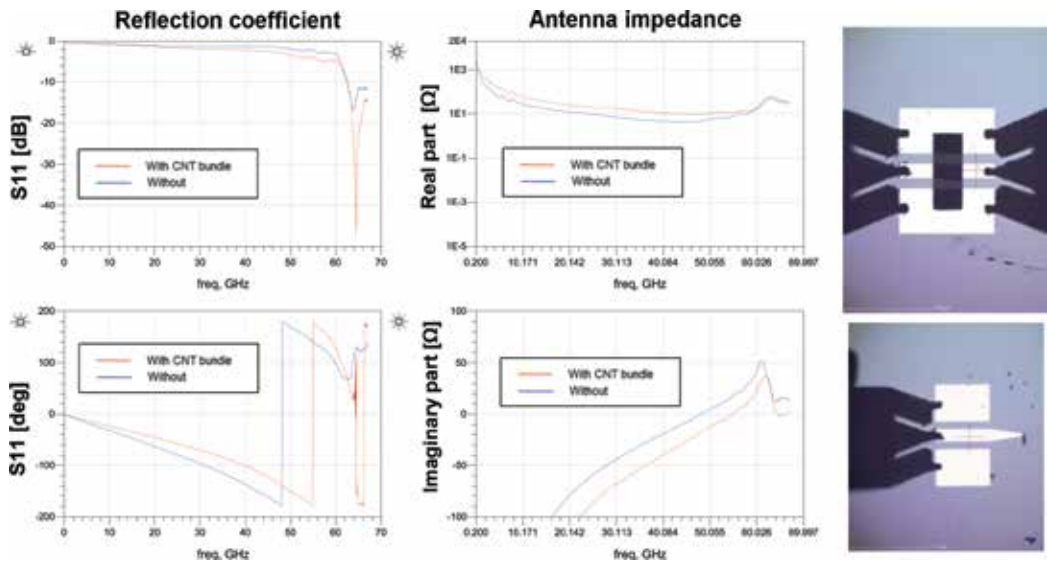 Reflection coefficient
S11 [dB]
0
-10
-20
-30
-40
-50
With CNT bundle
Without
0 10 20 30 40 50 60 70
freq, GHz
Antenna impedance
Real part [Ω]
2E4
1E3
1E1
1E-1
1E-3
1E-5
With CNT bundle
Without
0.200 10.171 20.142 30.113 40.084 50.055 60.026 69.997
freq, GHz
S11 [deg]
200
100
0
-100
-200
With CNT bundle
Without
0 10 20 30 40 50 60 70
freq, GHz
Imaginary part [Ω]
100
50
0
-50
-100
With CNT bundle
Without
0.200 10.171 20.142 30.113 40.084 50.055 60.026 69.997
freq, GHz